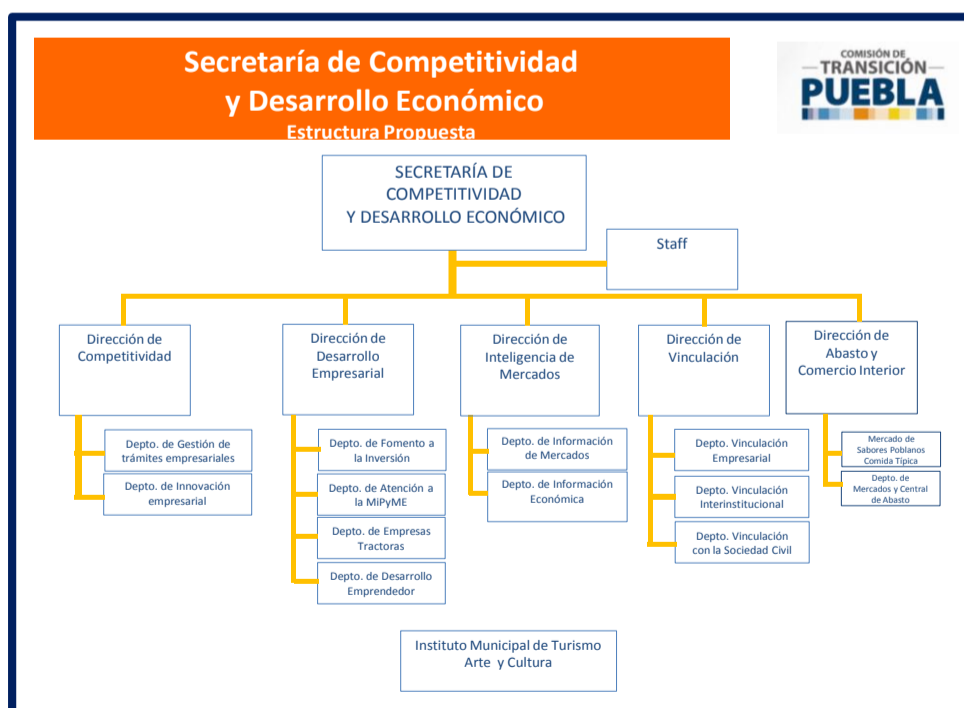 Secretaría de Competitividad
y Desarrollo Económico
Estructura Propuesta
COMISIÓN DE
TRANSICIÓN
PUEBLA
SECRETARÍA DE
COMPETITIVIDAD
Y DESARROLLO ECONÓMICO
Staff
Dirección de
Competitividad
Dirección de
Desarrollo
Empresarial
Dirección de
Inteligencia de
Mercados
Dirección de
Vinculación
Dirección de
Abasto y
Comercio Interior
Depto. de Gestión de
trámites empresariales
Depto. de Innovación
empresarial
Depto. de Fomento a
la Inversión
Depto. de Atención a
la MiPyME
Depto. de Empresas
Tractoras
Depto. de Desarrollo
Emprendedor
Depto. de Información
de Mercados
Depto. de Información
Económica
Depto. Vinculación
Empresarial
Depto. Vinculación
Interinstitucional
Depto. Vinculación
con la Sociedad Civil
Mercado de
Sabores Poblanos
Comida Típica
Depto. de
Mercados y Central
de Abasto
Instituto Municipal de Turismo
Arte y Cultura